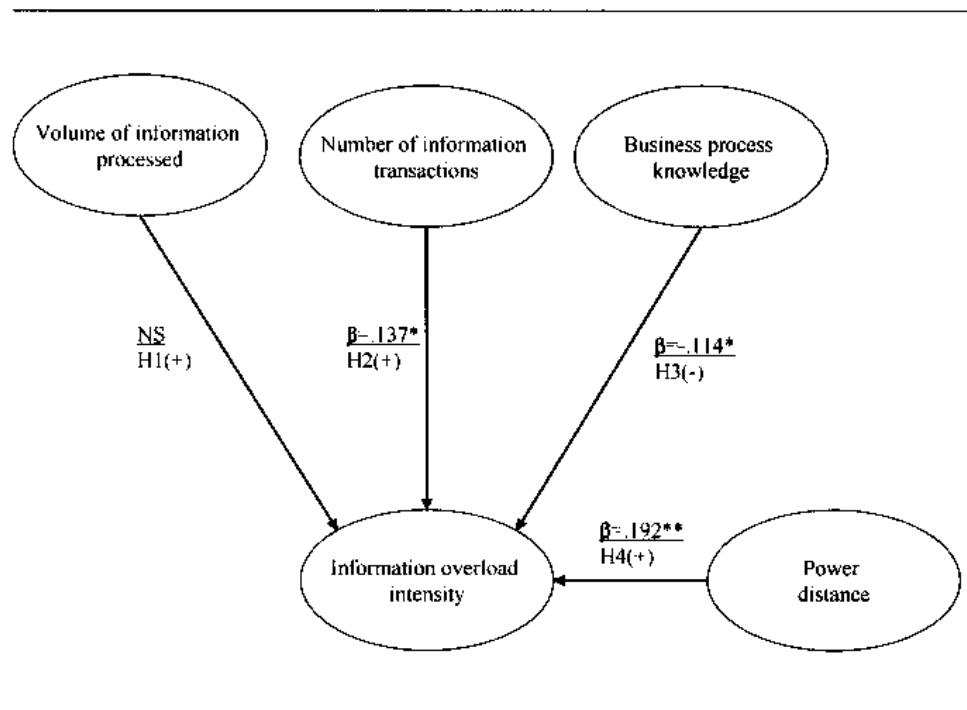 Volume of information
processed
Number of information
transactions
Business process
knowledge
NS
H1(+)
β=.137*
H2(+)
β=-.114*
H3(-)
β=.192**
H4(+)
Information overload
intensity
Power
distance